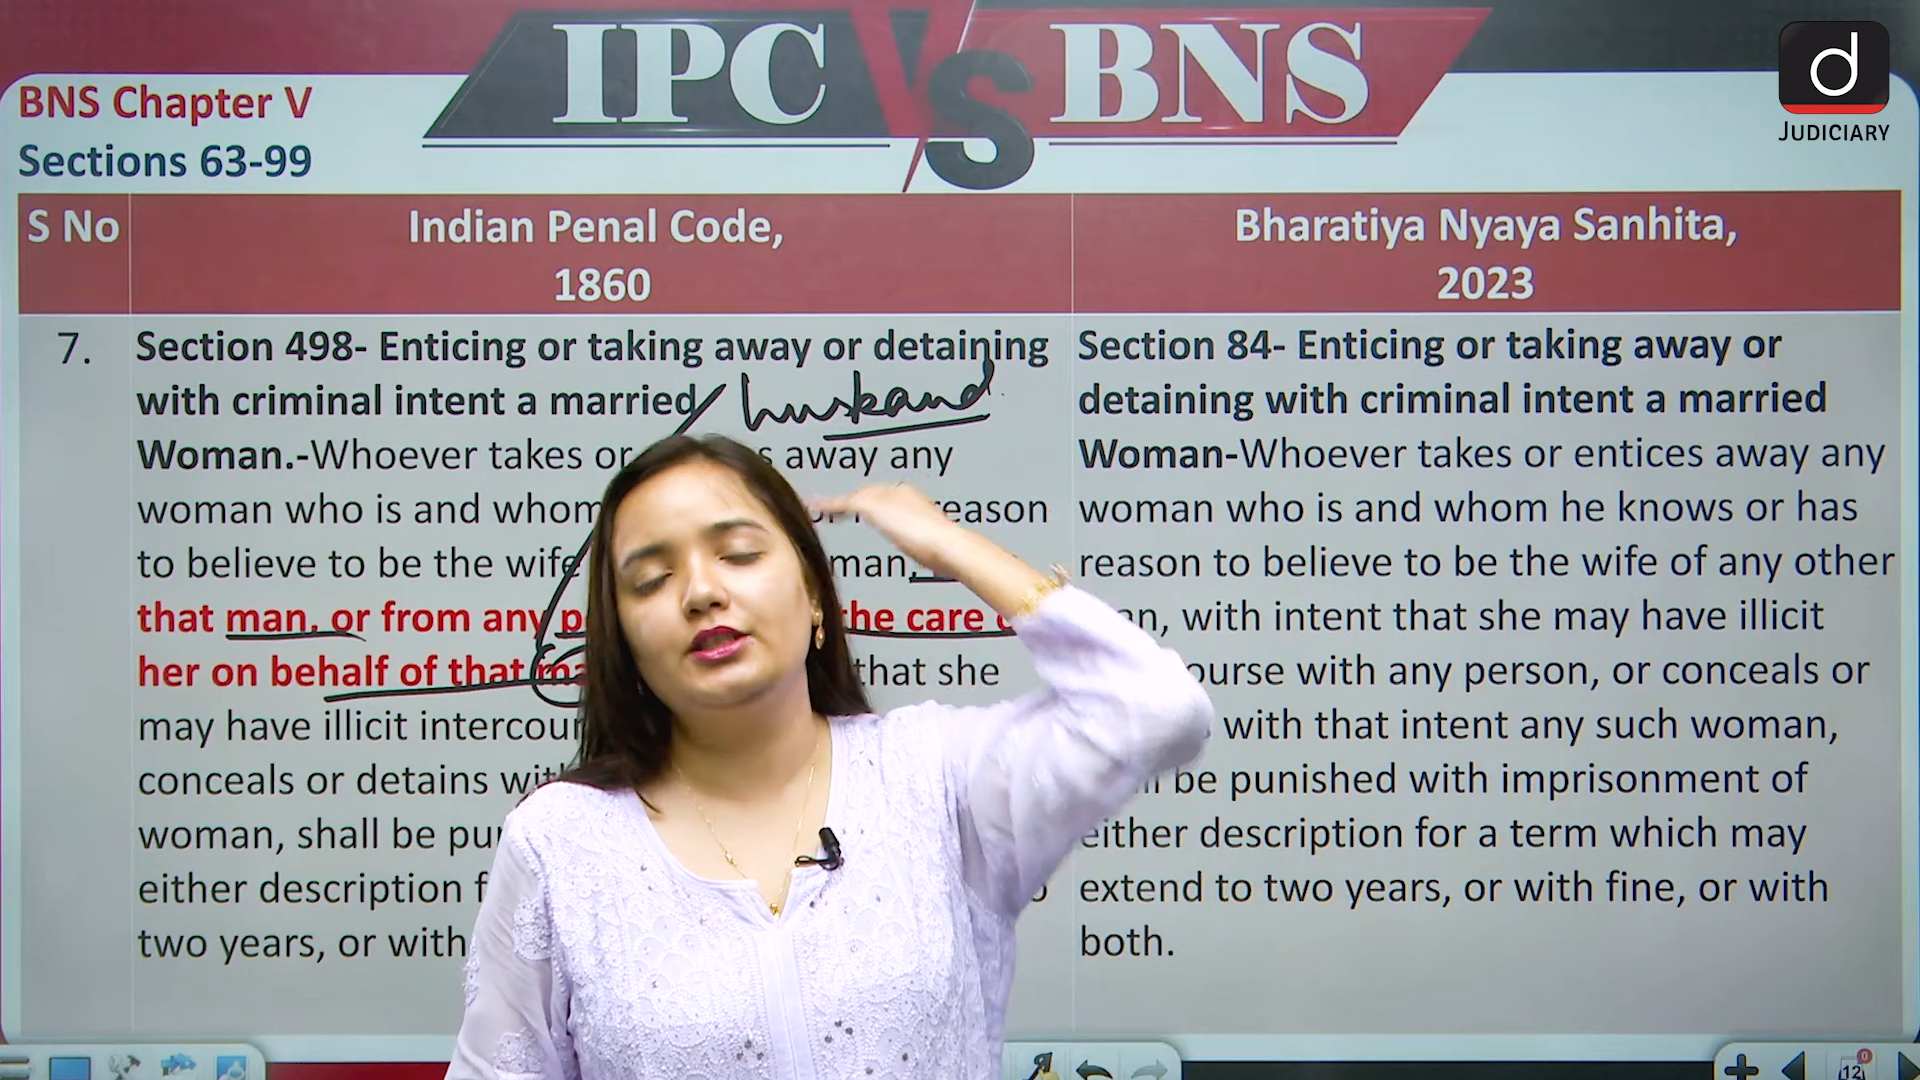 IPC VS BNS
d
JUDICIARY
BNS Chapter V
Sections 63-99
S No
Indian Penal Code,
1860
Bharatiya Nyaya Sanhita,
2023
7.
Section 498- Enticing or taking away or detaining
with criminal intent a married
husband
Woman.-Whoever takes or away any
woman who is and whom reason
to believe to be the wife man,
that man, or from any the care
her on behalf of that that she
may have illicit
conceals or detains
woman, shall be
either description
two years, or with
Section 84- Enticing or taking away or
detaining with criminal intent a married
Woman-Whoever takes or entices away any
woman who is and whom he knows or has
reason to believe to be the wife of any other
with intent that she may have illicit
with any person, or conceals or
with that intent any such woman,
be punished with imprisonment of
either description for a term which may
extend to two years, or with fine, or with
both.
0
12